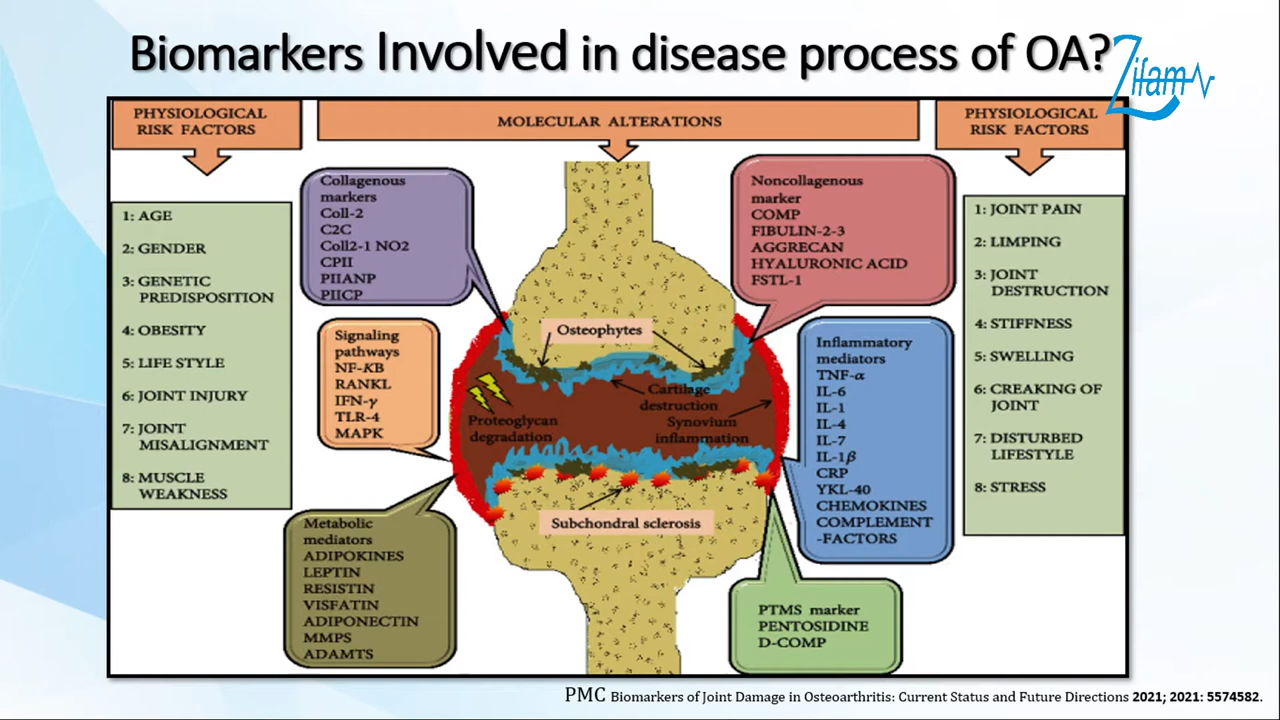 Biomarkers Involved in disease process of OA?
Zifam
PHYSIOLOGICAL
RISK FACTORS
1: AGE
2: GENDER
3: GENETIC
PREDISPOSITION
4: OBESITY
5: LIFE STYLE
6: JOINT INJURY
7: JOINT
MISALIGNMENT
8: MUSCLE
WEAKNESS
MOLECULAR ALTERATIONS
Collagenous
markers
Coll-2
C2C
Coll2-1 NO2
CPII
PIIANP
PIICP
Signaling
pathways
NF-KB
RANKL
IFN-γ
TLR-4
MAPK
Metabolic
mediators
ADIPOKINES
LEPTIN
RESISTIN
VISFATIN
ADIPONECTIN
MMPS
ADAMTS
Osteophytes
Cartilage
destruction
Proteoglycan
degradation
Synovium
inflammation
Subchondral sclerosis
Noncollagenous
marker
COMP
FIBULIN-2-3
AGGRECAN
HYALURONIC ACID
FSTL-1
Inflammatory
mediators
TNF-α
IL-6
IL-1
IL-4
IL-7
IL-1β
CRP
YKL-40
CHEMOKINES
COMPLEMENT
-FACTORS
PTMS marker
PENTOSIDINE
D-COMP
PHYSIOLOGICAL
RISK FACTORS
1: JOINT PAIN
2: LIMPING
3: JOINT
DESTRUCTION
4: STIFFNESS
5: SWELLING
6: CREAKING OF
JOINT
7: DISTURBED
LIFESTYLE
8: STRESS
PMC Biomarkers of Joint Damage in Osteoarthritis: Current Status and Future Directions 2021; 2021: 5574582.